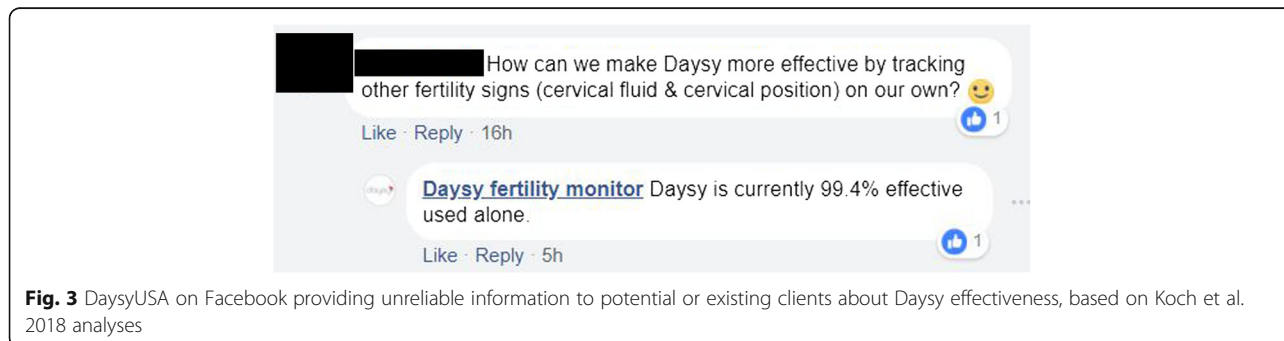 How can we make Daysy more effective by tracking
other fertility signs (cervical fluid & cervical position) on our own?
1
Like · Reply · 16h
Daysy fertility monitor Daysy is currently 99.4% effective
used alone.
1
Like · Reply · 5h
Fig. 3 DaysyUSA on Facebook providing unreliable information to potential or existing clients about Daysy effectiveness, based on Koch et al.
2018 analyses